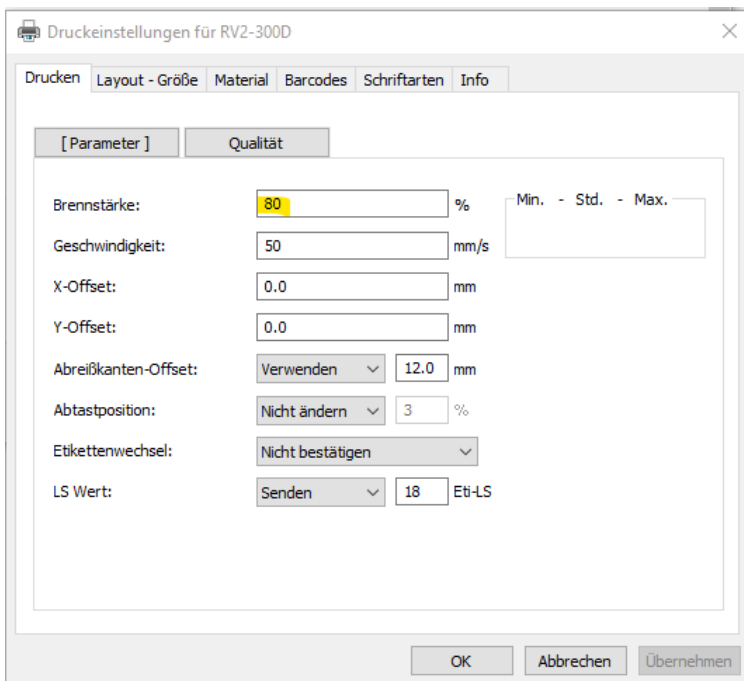 Druckeinstellungen für RV2-300D
Drucken Layout - Größe Material Barcodes Schriftarten Info
[ Parameter ] Qualität
Brennstärke: 80 % Min. - Std. - Max.
Geschwindigkeit: 50 mm/s
X-Offset: 0.0 mm
Y-Offset: 0.0 mm
Abreißkanten-Offset: Verwenden 12.0 mm
Abtastposition: Nicht ändern 3 %
Etikettenwechsel: Nicht bestätigen
LS Wert: Senden 18 Eti-LS
OK Abbrechen Übernehmen